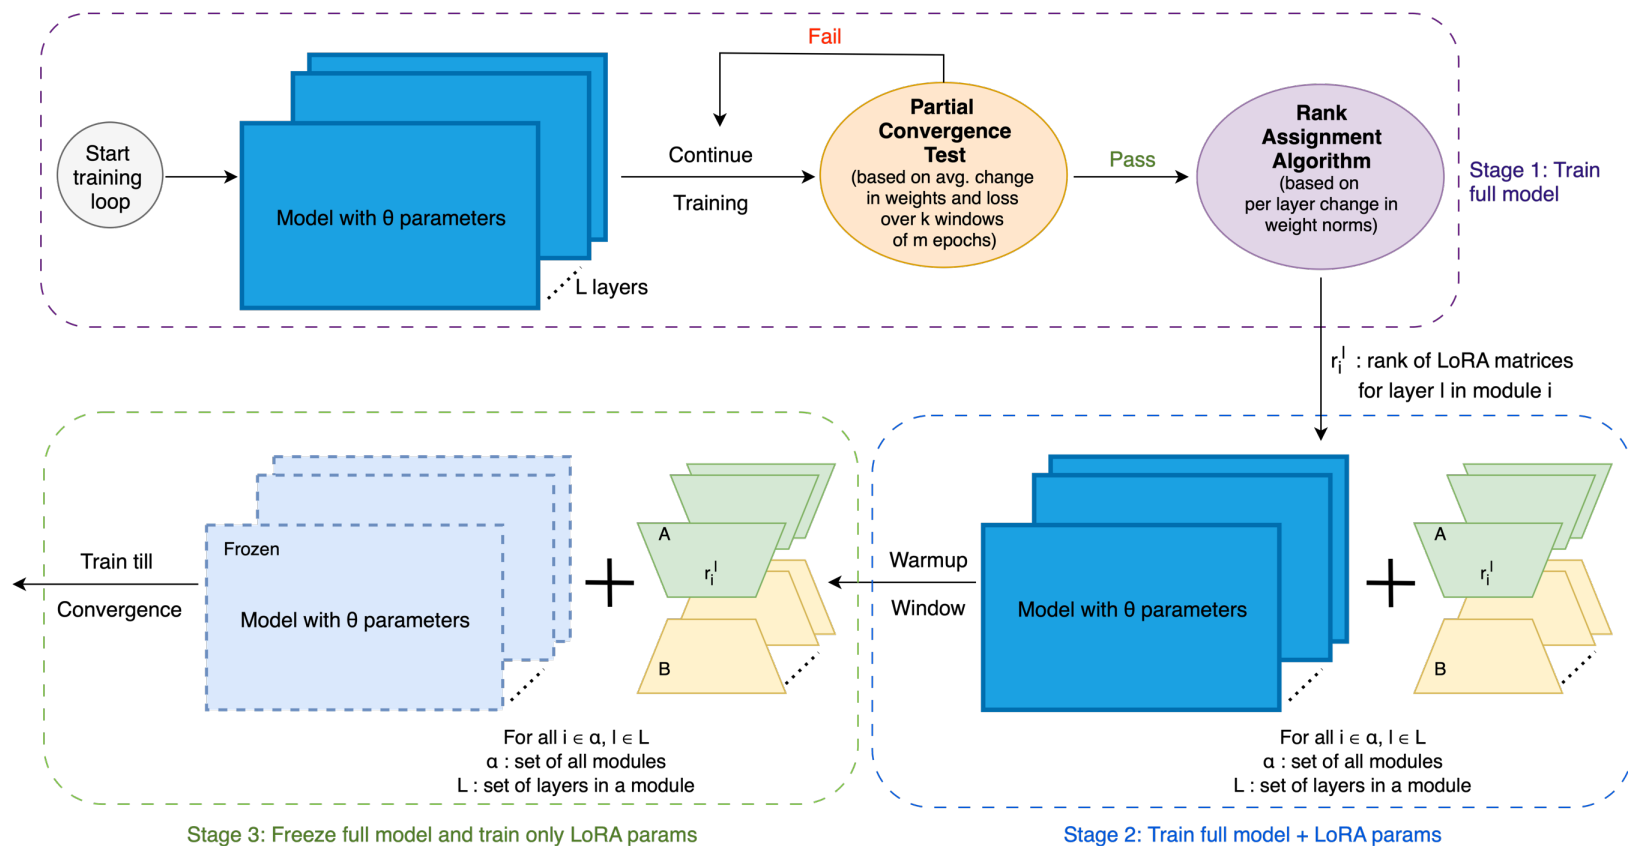 Fail
Start
training
loop
Model with θ parameters
L layers
Continue
Training
Partial
Convergence
Test
(based on avg. change
in weights and loss
over k windows
of m epochs)
Pass
Rank
Assignment
Algorithm
(based on
per layer change in
weight norms)
Stage 1: Train
full model
rᵢˡ : rank of LoRA matrices
for layer l in module i
Train till
Convergence
Frozen
Model with θ parameters
A
rᵢˡ
B
For all i ∈ α, l ∈ L
α : set of all modules
L : set of layers in a module
Stage 3: Freeze full model and train only LoRA params
Warmup
Window
Model with θ parameters
A
rᵢˡ
B
For all i ∈ α, l ∈ L
α : set of all modules
L : set of layers in a module
Stage 2: Train full model + LoRA params